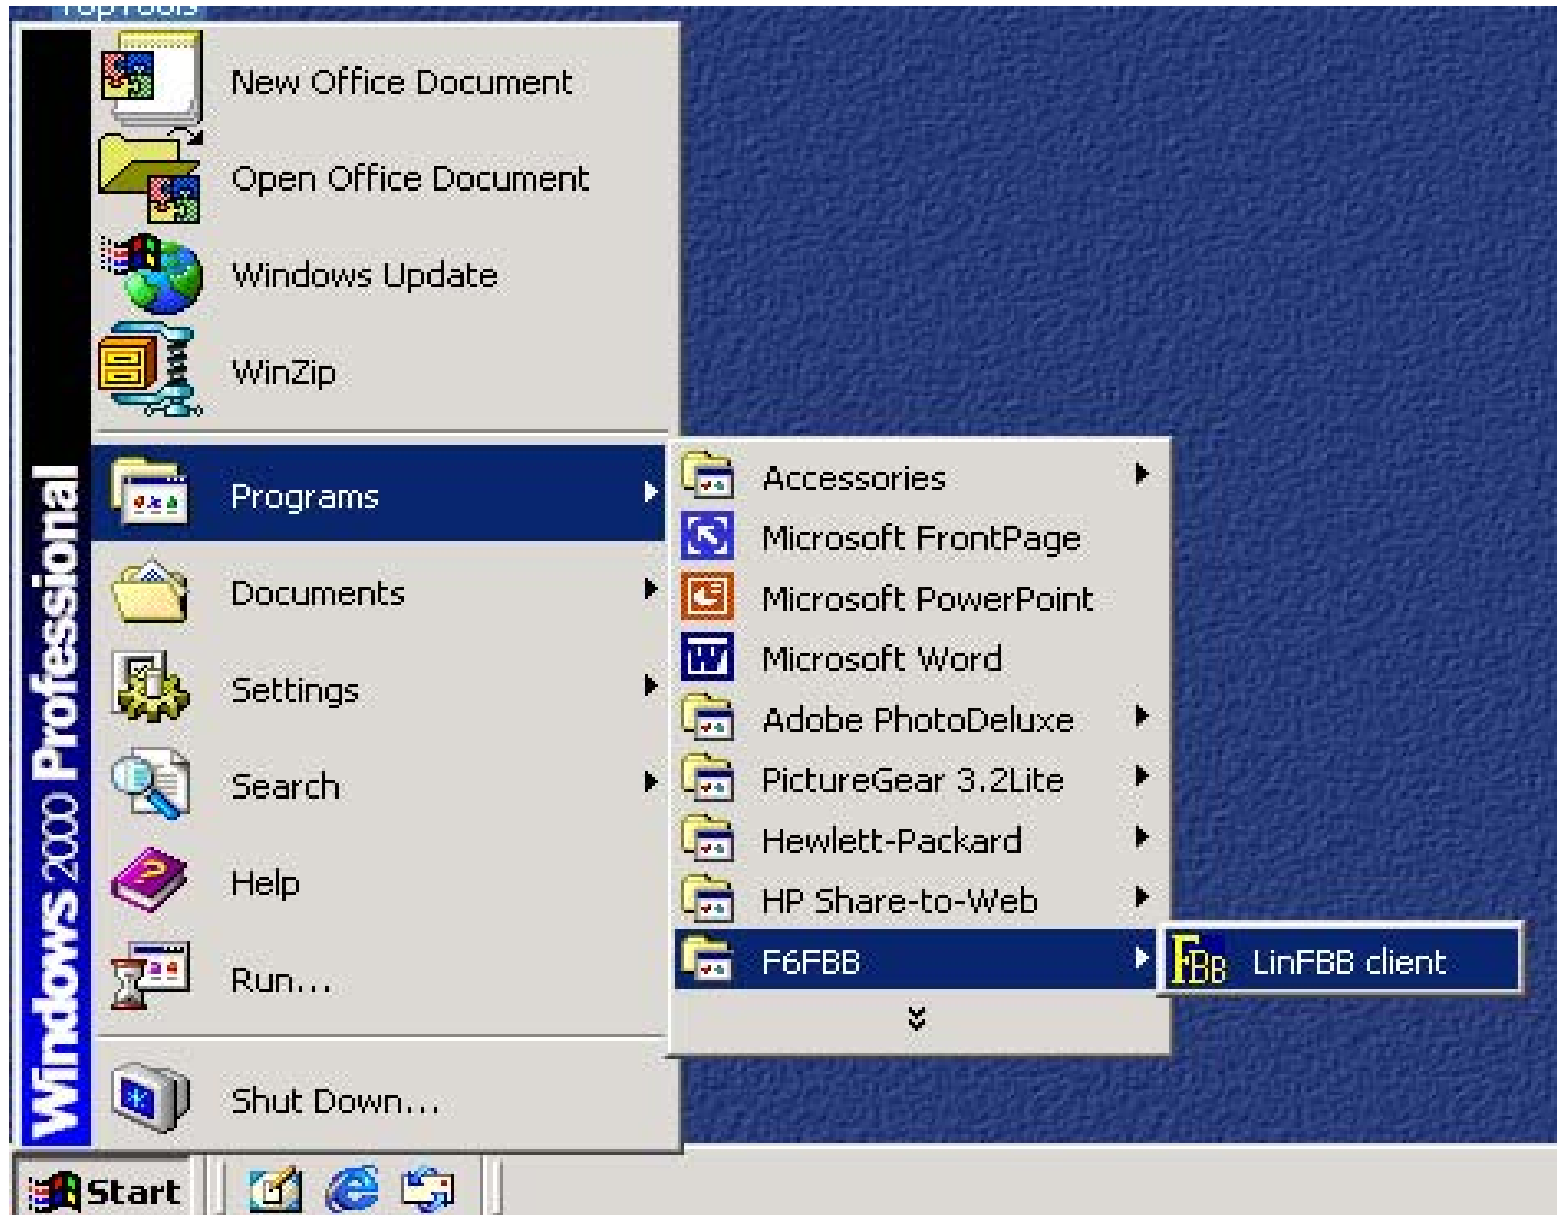 TopTools
New Office Document
Open Office Document
Windows Update
WinZip
Programs
Documents
Settings
Search
Help
Run...
Shut Down...
Windows 2000 Professional
Accessories
Microsoft FrontPage
Microsoft PowerPoint
Microsoft Word
Adobe PhotoDeluxe
PictureGear 3.2Lite
Hewlett-Packard
HP Share-to-Web
F6FBB
FBB LinFBB client
Start